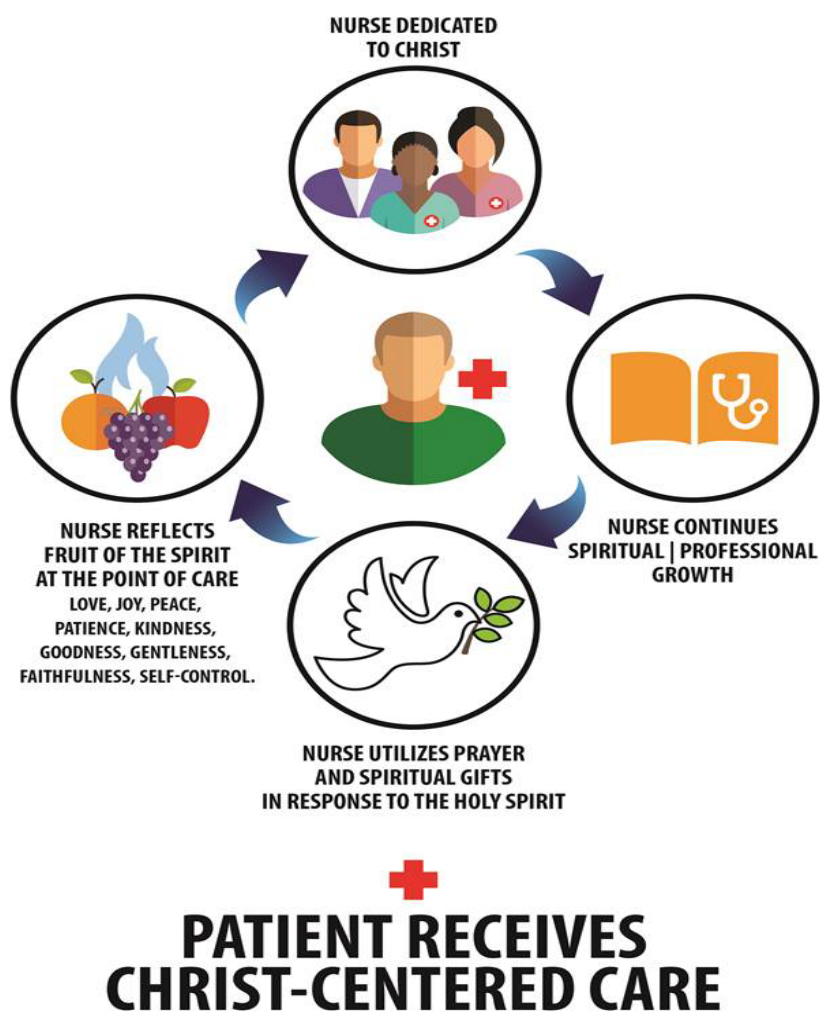 NURSE DEDICATED
TO CHRIST
NURSE CONTINUES
SPIRITUAL | PROFESSIONAL
GROWTH
NURSE UTILIZES PRAYER
AND SPIRITUAL GIFTS
IN RESPONSE TO THE HOLY SPIRIT
NURSE REFLECTS
FRUIT OF THE SPIRIT
AT THE POINT OF CARE
LOVE, JOY, PEACE,
PATIENCE, KINDNESS,
GOODNESS, GENTLENESS,
FAITHFULNESS, SELF-CONTROL.
PATIENT RECEIVES
CHRIST-CENTERED CARE